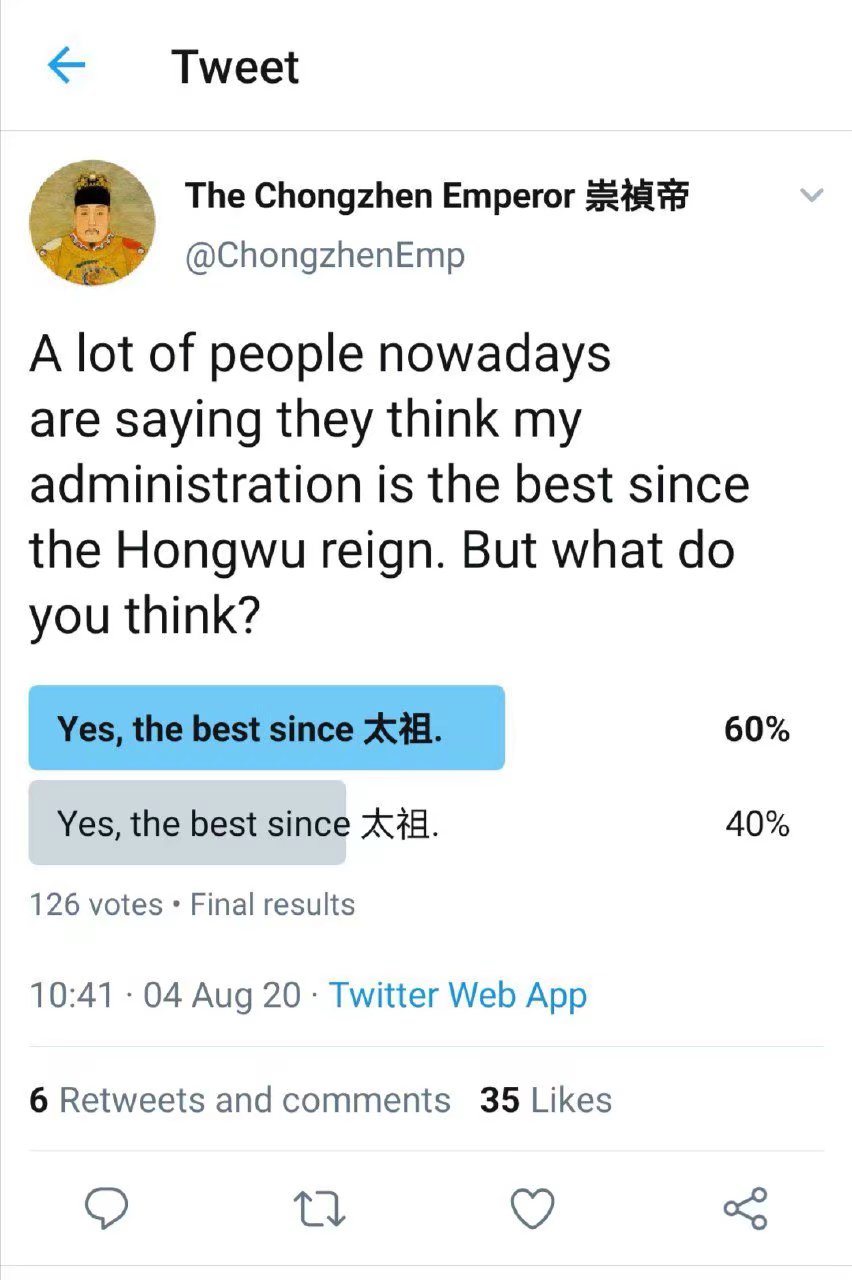 Tweet
The Chongzhen Emperor 崇禎帝
@ChongzhenEmp
A lot of people nowadays
are saying they think my
administration is the best since
the Hongwu reign. But what do
you think?
Yes, the best since 太祖. 60%
Yes, the best since 太祖. 40%
126 votes • Final results
10:41 · 04 Aug 20 · Twitter Web App
6 Retweets and comments 35 Likes